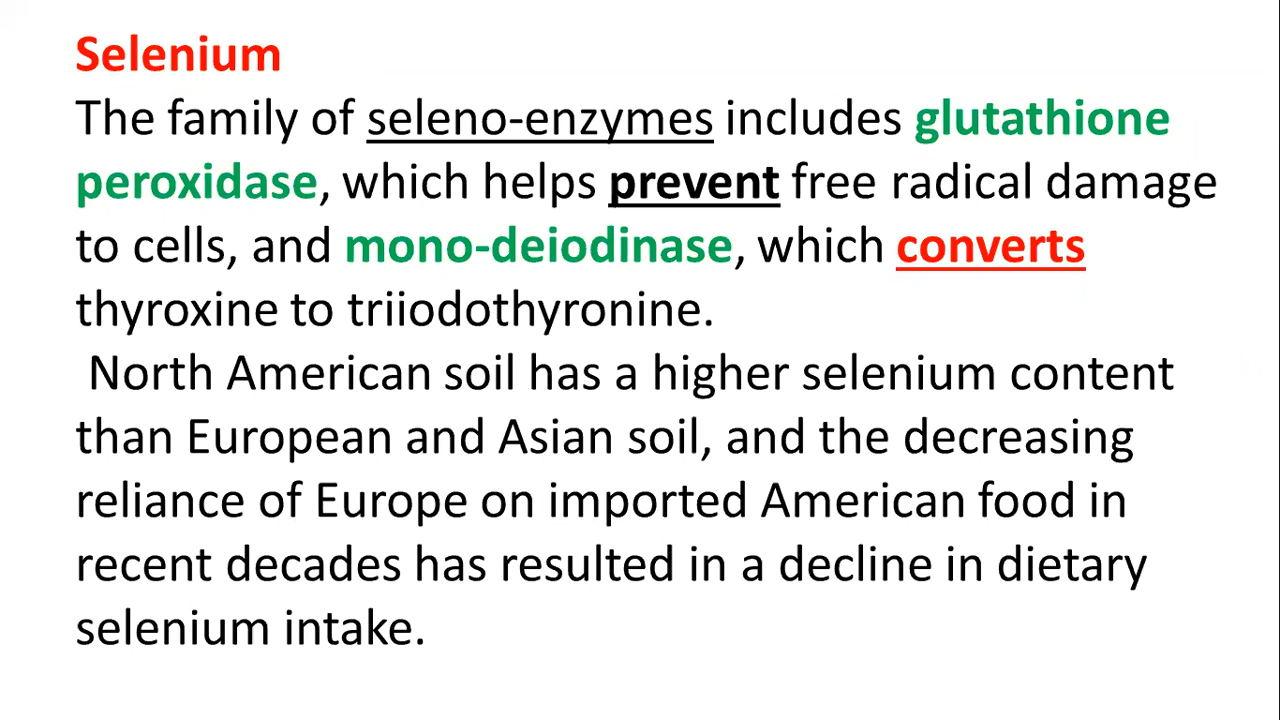 Selenium
The family of seleno-enzymes includes glutathione
peroxidase, which helps prevent free radical damage
to cells, and mono-deiodinase, which converts
thyroxine to triiodothyronine.
North American soil has a higher selenium content
than European and Asian soil, and the decreasing
reliance of Europe on imported American food in
recent decades has resulted in a decline in dietary
selenium intake.